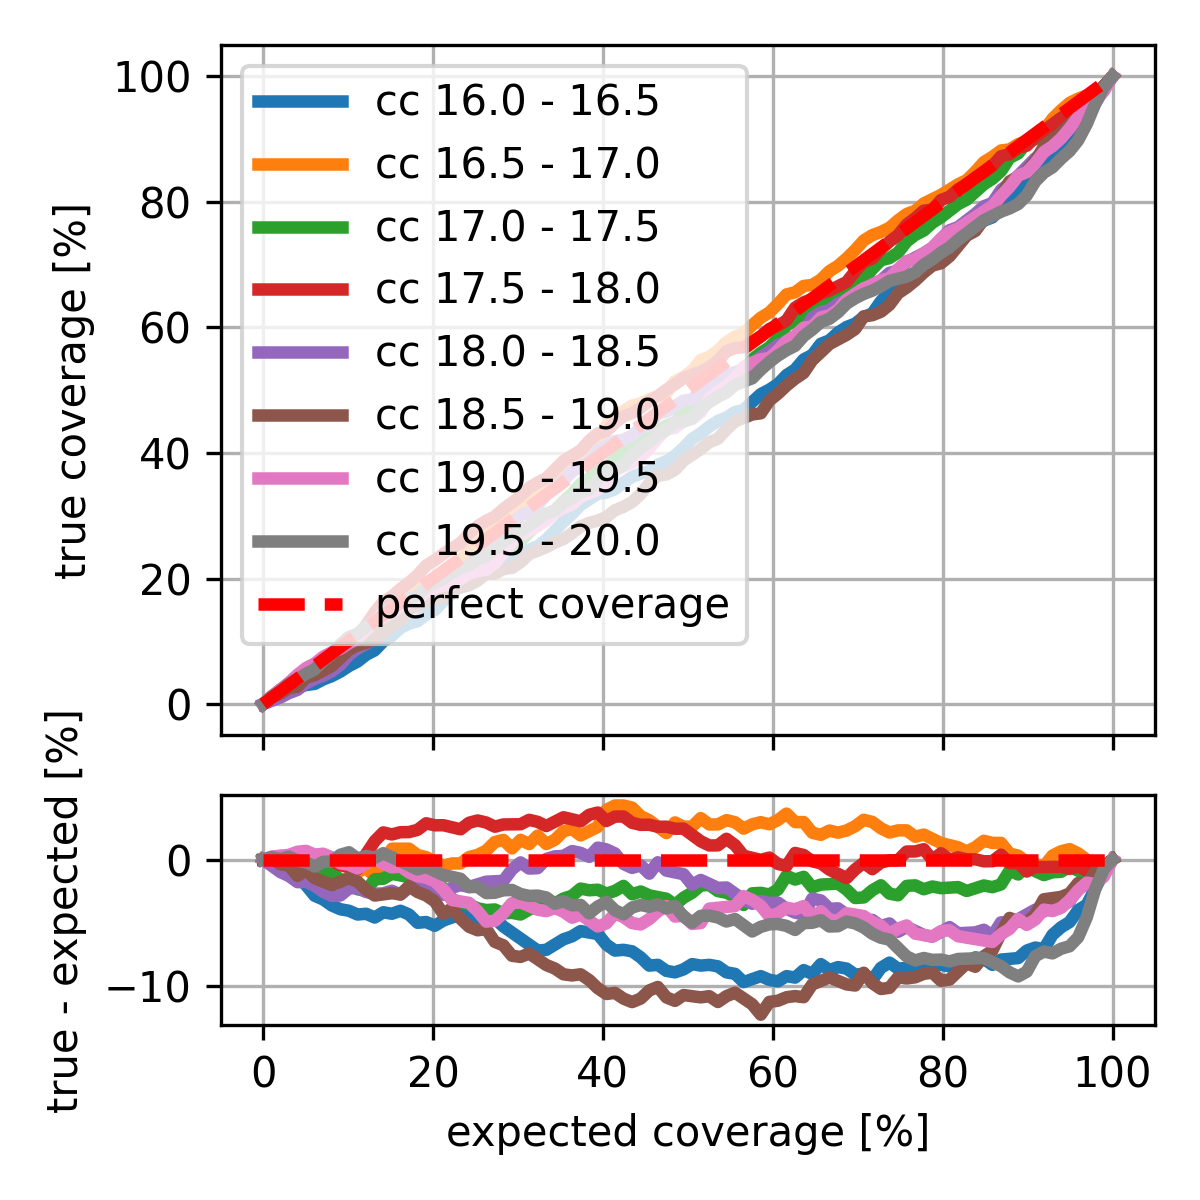 true coverage [%]
100
80
60
40
20
0
cc 16.0 - 16.5
cc 16.5 - 17.0
cc 17.0 - 17.5
cc 17.5 - 18.0
cc 18.0 - 18.5
cc 18.5 - 19.0
cc 19.0 - 19.5
cc 19.5 - 20.0
perfect coverage
true - expected [%]
0
−10
0 20 40 60 80 100
expected coverage [%]